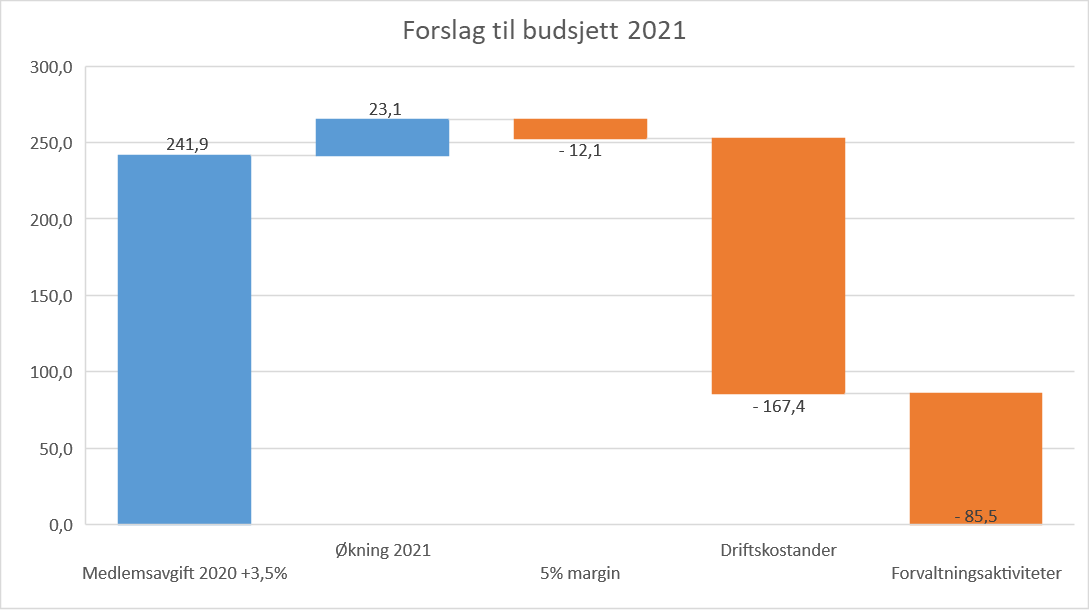 Forslag til budsjett 2021
300,0
250,0
200,0
150,0
100,0
50,0
0,0
241,9
23,1
- 12,1
- 167,4
- 85,5
Medlemsavgift 2020 +3,5%
Økning 2021
5% margin
Driftskostander
Forvaltningsaktiviteter